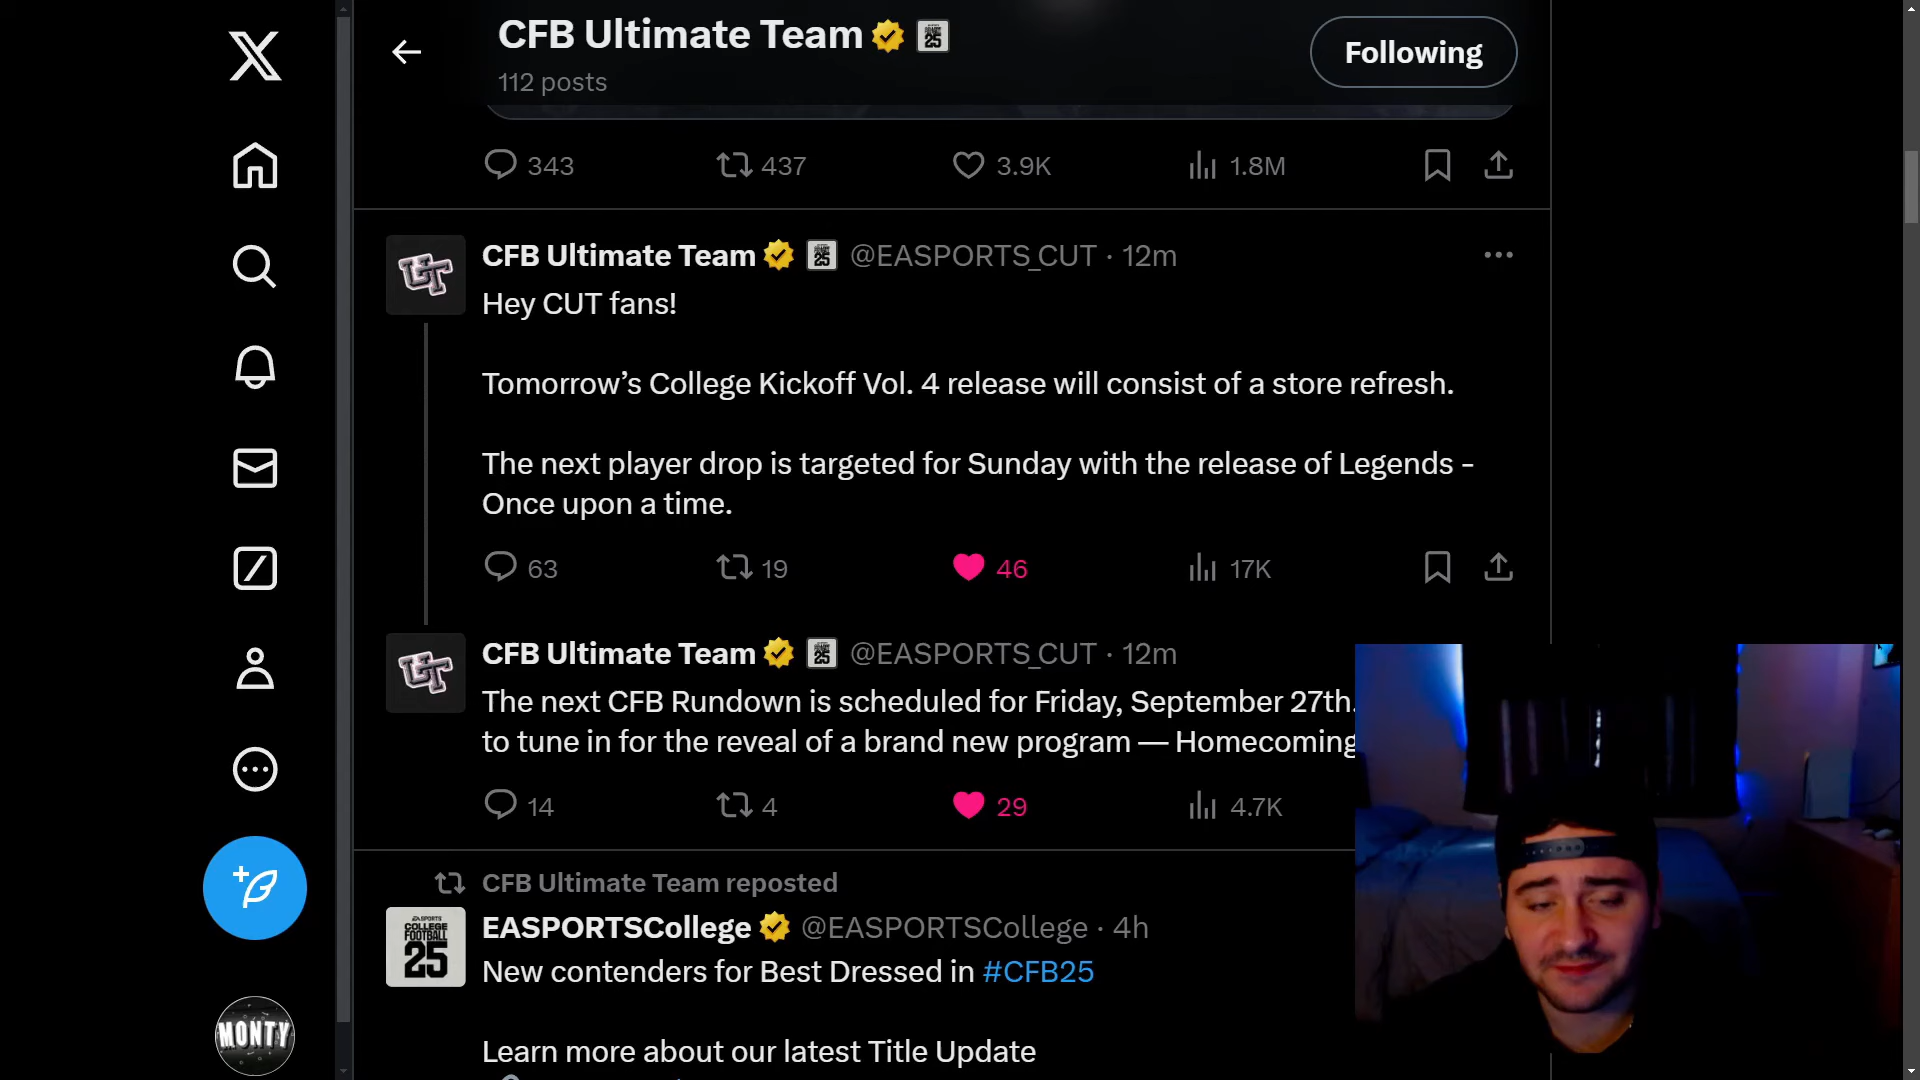 CFB Ultimate Team
112 posts
Following
343 437 3.9K 1.8M
CFB Ultimate Team @EASPORTS_CUT · 12m
Hey CUT fans!
Tomorrow’s College Kickoff Vol. 4 release will consist of a store refresh.
The next player drop is targeted for Sunday with the release of Legends -
Once upon a time.
63 19 46 17K
CFB Ultimate Team @EASPORTS_CUT · 12m
The next CFB Rundown is scheduled for Friday, September 27th.
to tune in for the reveal of a brand new program — Homecoming
14 4 29 4.7K
CFB Ultimate Team reposted
EA SPORTS
COLLEGE
FOOTBALL
25
EASPORTSCollege @EASPORTSCollege · 4h
New contenders for Best Dressed in #CFB25
Learn more about our latest Title Update
MONTY